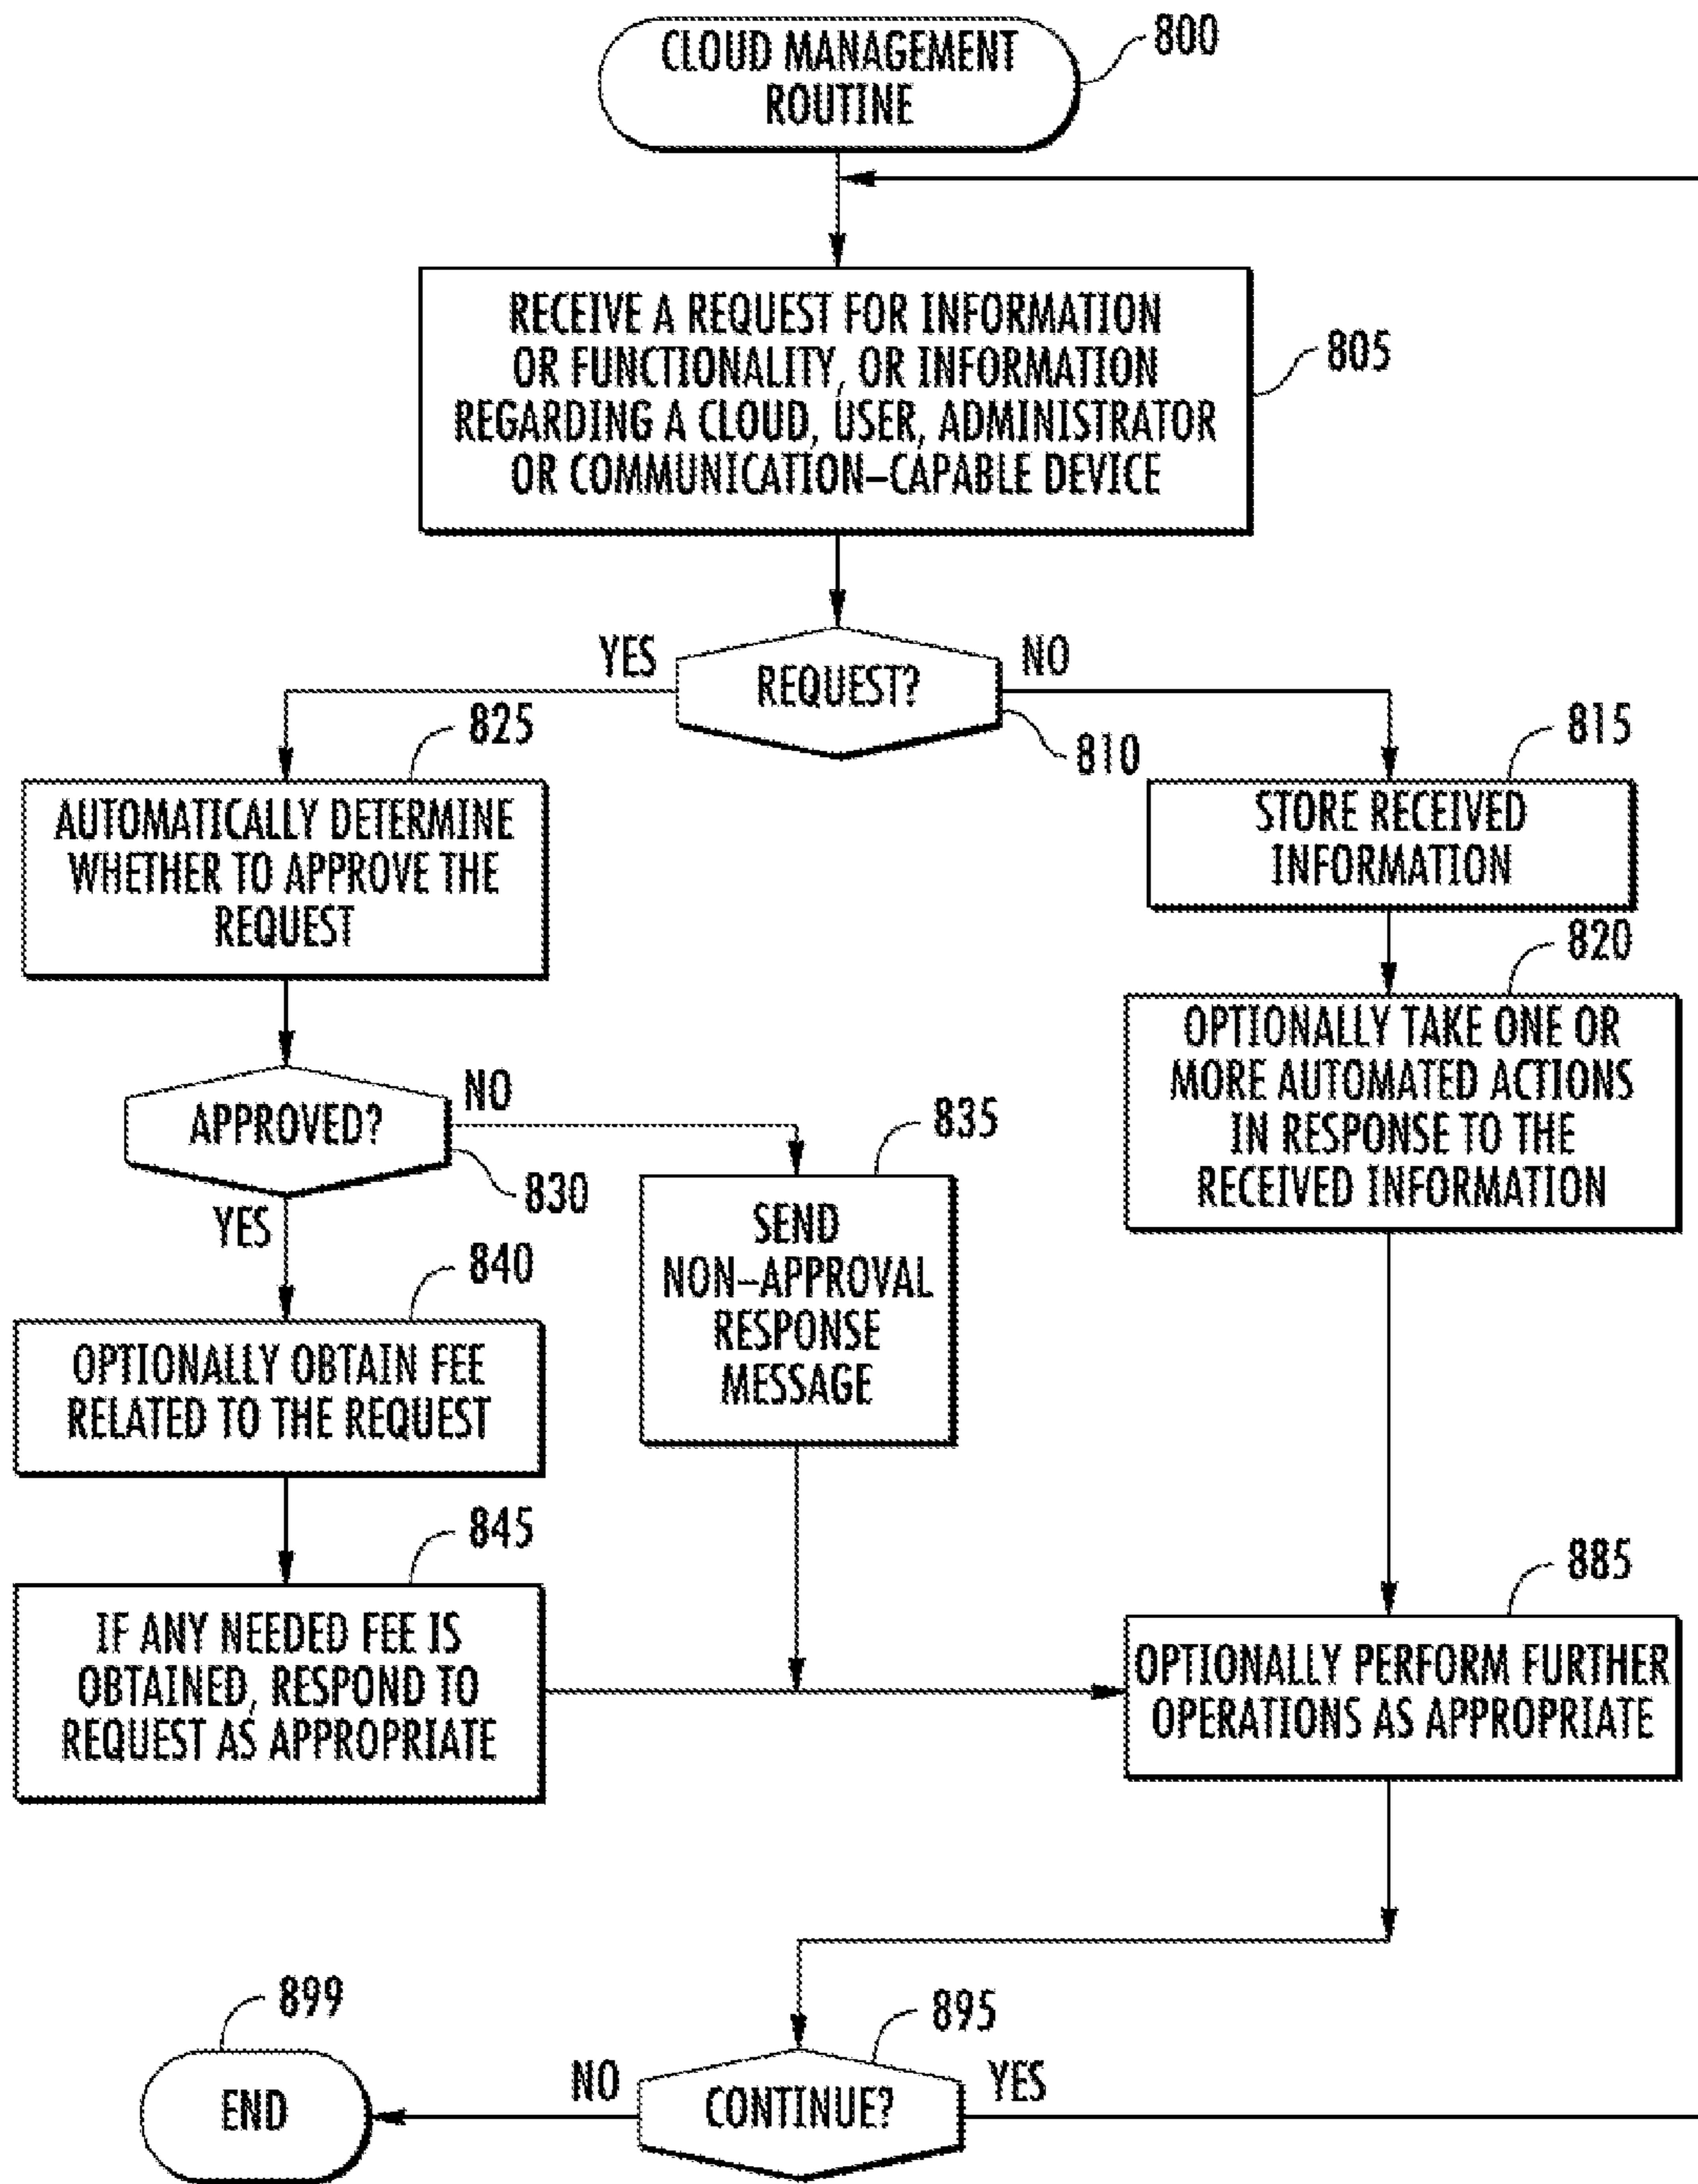 CLOUD MANAGEMENT
ROUTINE
800
RECEIVE A REQUEST FOR INFORMATION
OR FUNCTIONALITY, OR INFORMATION
REGARDING A CLOUD, USER, ADMINISTRATOR
OR COMMUNICATION–CAPABLE DEVICE
805
YES
REQUEST?
NO
810
825
AUTOMATICALLY DETERMINE
WHETHER TO APPROVE THE
REQUEST
815
STORE RECEIVED
INFORMATION
820
OPTIONALLY TAKE ONE OR
MORE AUTOMATED ACTIONS
IN RESPONSE TO THE
RECEIVED INFORMATION
APPROVED?
NO
830
YES
835
SEND
NON–APPROVAL
RESPONSE
MESSAGE
840
OPTIONALLY OBTAIN FEE
RELATED TO THE REQUEST
845
IF ANY NEEDED FEE IS
OBTAINED, RESPOND TO
REQUEST AS APPROPRIATE
885
OPTIONALLY PERFORM FURTHER
OPERATIONS AS APPROPRIATE
899
END
NO
895
CONTINUE?
YES